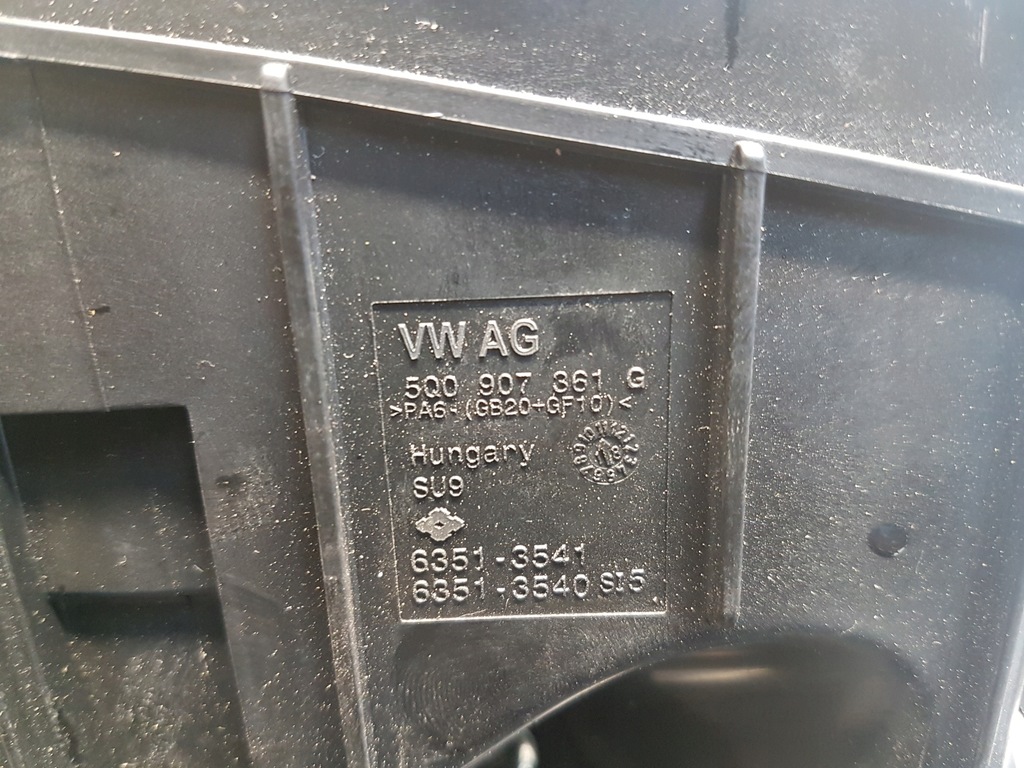 VW AG
5Q0 907 361 G
>PA6-(GB20+GF10)<
Hungary
SU9
6351-3541
6351-3540 St5